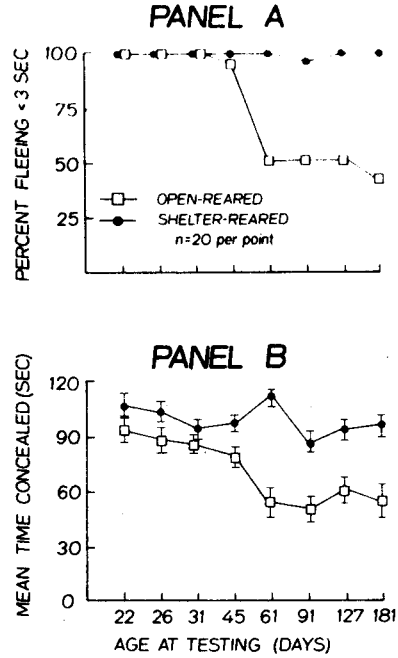 PANEL A
PERCENT FLEEING < 3 SEC
100
75
50
25
OPEN-REARED
SHELTER-REARED
n=20 per point
PANEL B
MEAN TIME CONCEALED (SEC)
120
90
60
30
0
22 26 31 45 61 91 127 181
AGE AT TESTING (DAYS)